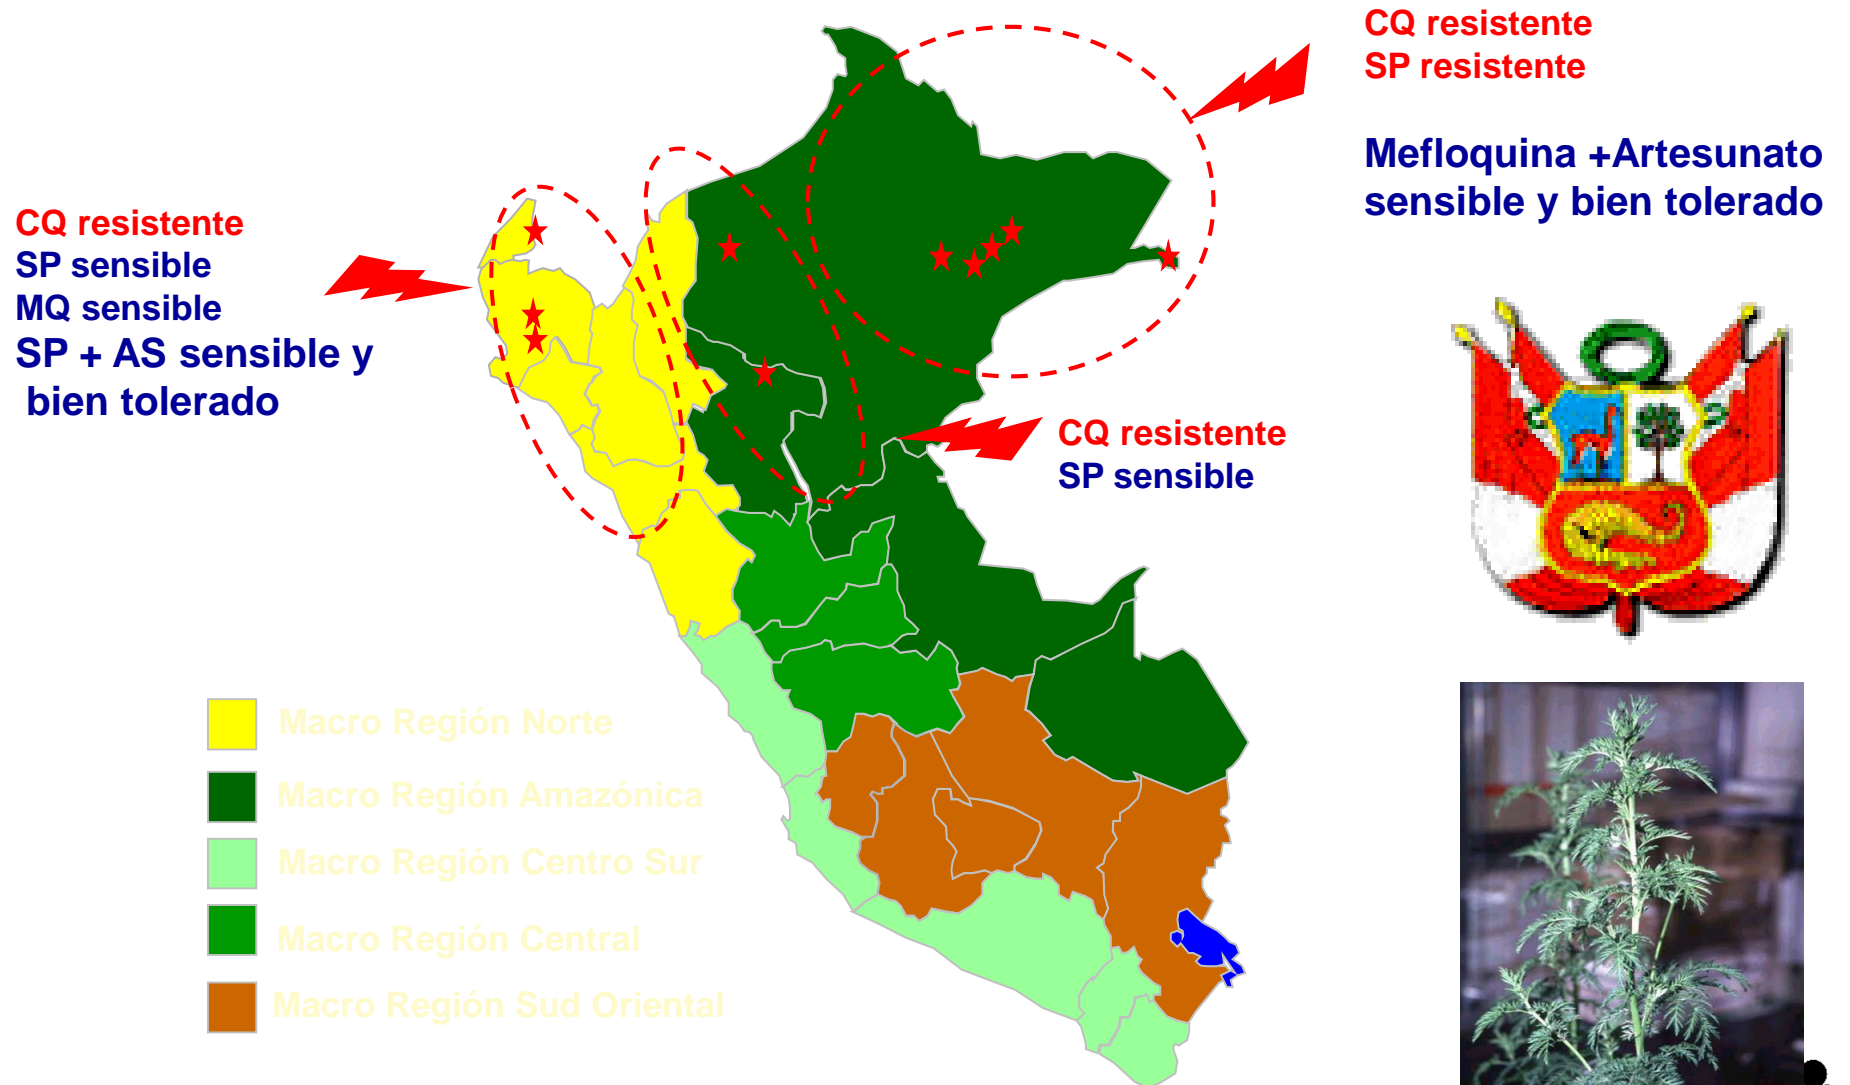 CQ resistente
SP resistente
Mefloquina +Artesunato
sensible y bien tolerado
CQ resistente
SP sensible
MQ sensible
SP + AS sensible y
bien tolerado
CQ resistente
SP sensible
Macro Región Norte
Macro Región Amazónica
Macro Región Centro Sur
Macro Región Central
Macro Región Sud Oriental